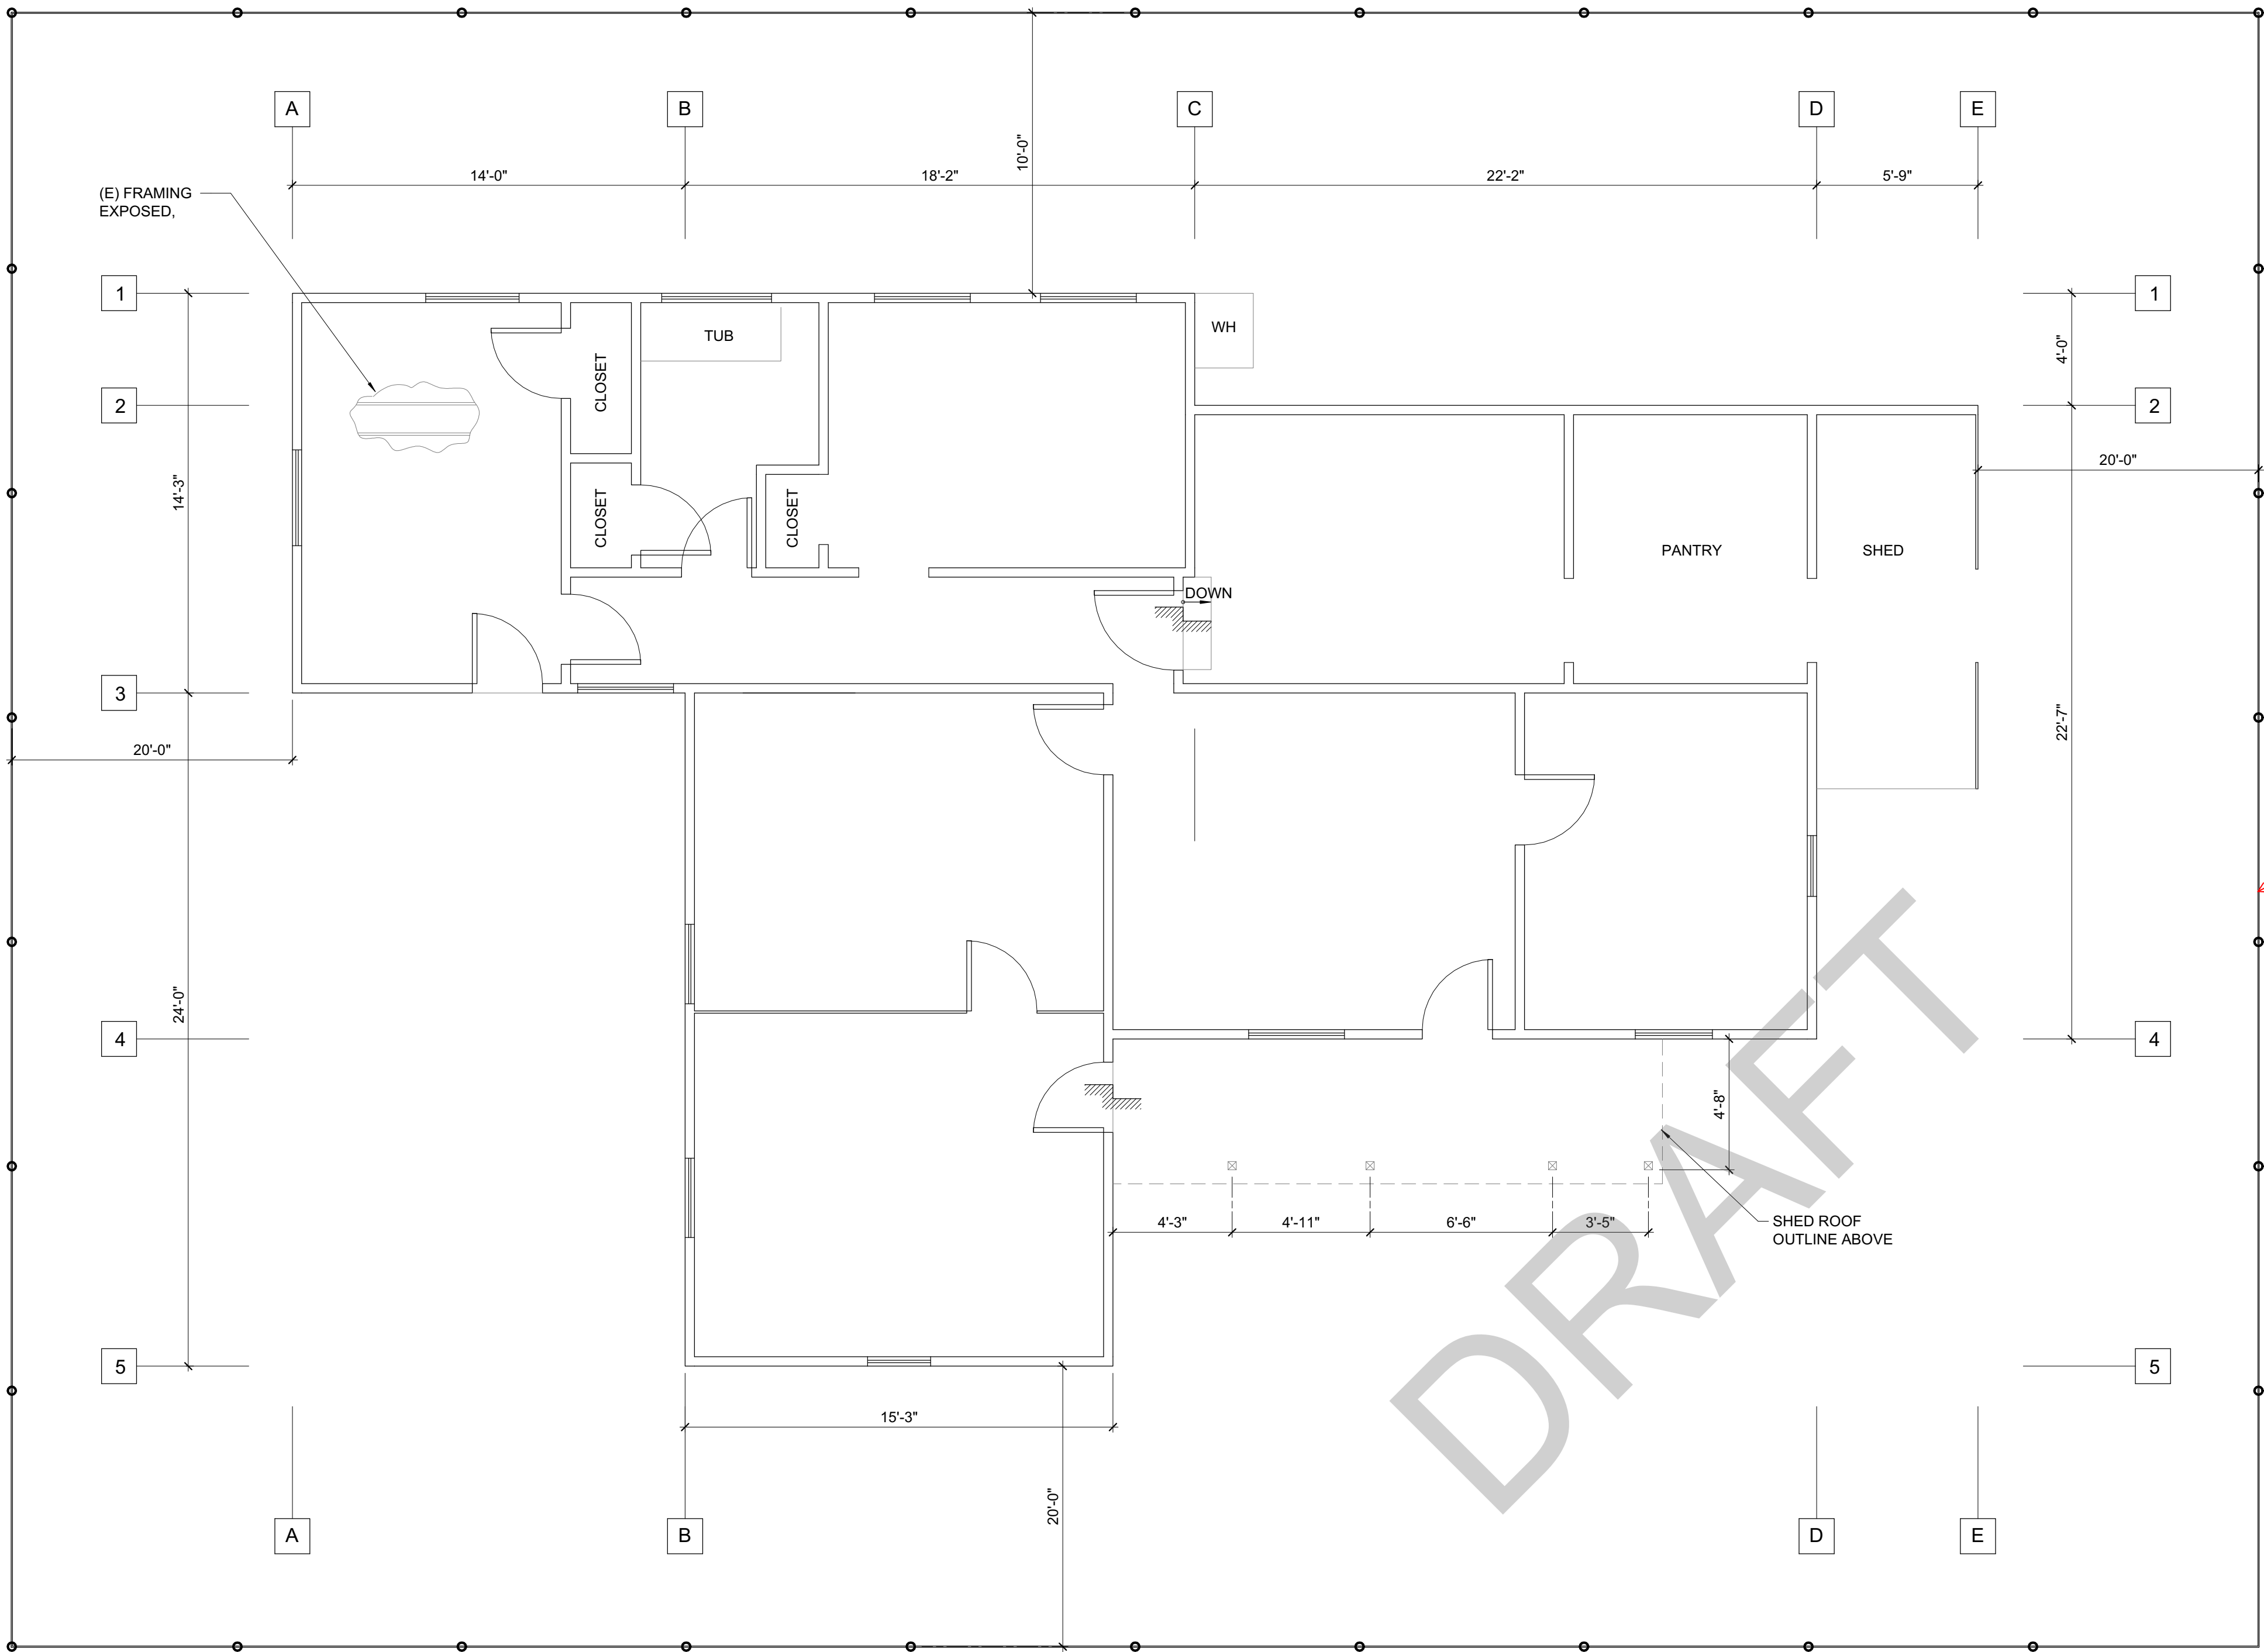 A
B
C
D
E
10'-0"
14'-0"
18'-2"
22'-2"
5'-9"
(E) FRAMING
EXPOSED,
1
1
WH
TUB
4'-0"
CLOSET
2
2
20'-0"
14'-3"
CLOSET
CLOSET
PANTRY
SHED
DOWN
3
22'-7"
20'-0"
24'-0"
4
4
4'-8"
4'-3"
4'-11"
6'-6"
3'-5"
SHED ROOF
OUTLINE ABOVE
DRAFT
5
5
15'-3"
20'-0"
A
B
D
E